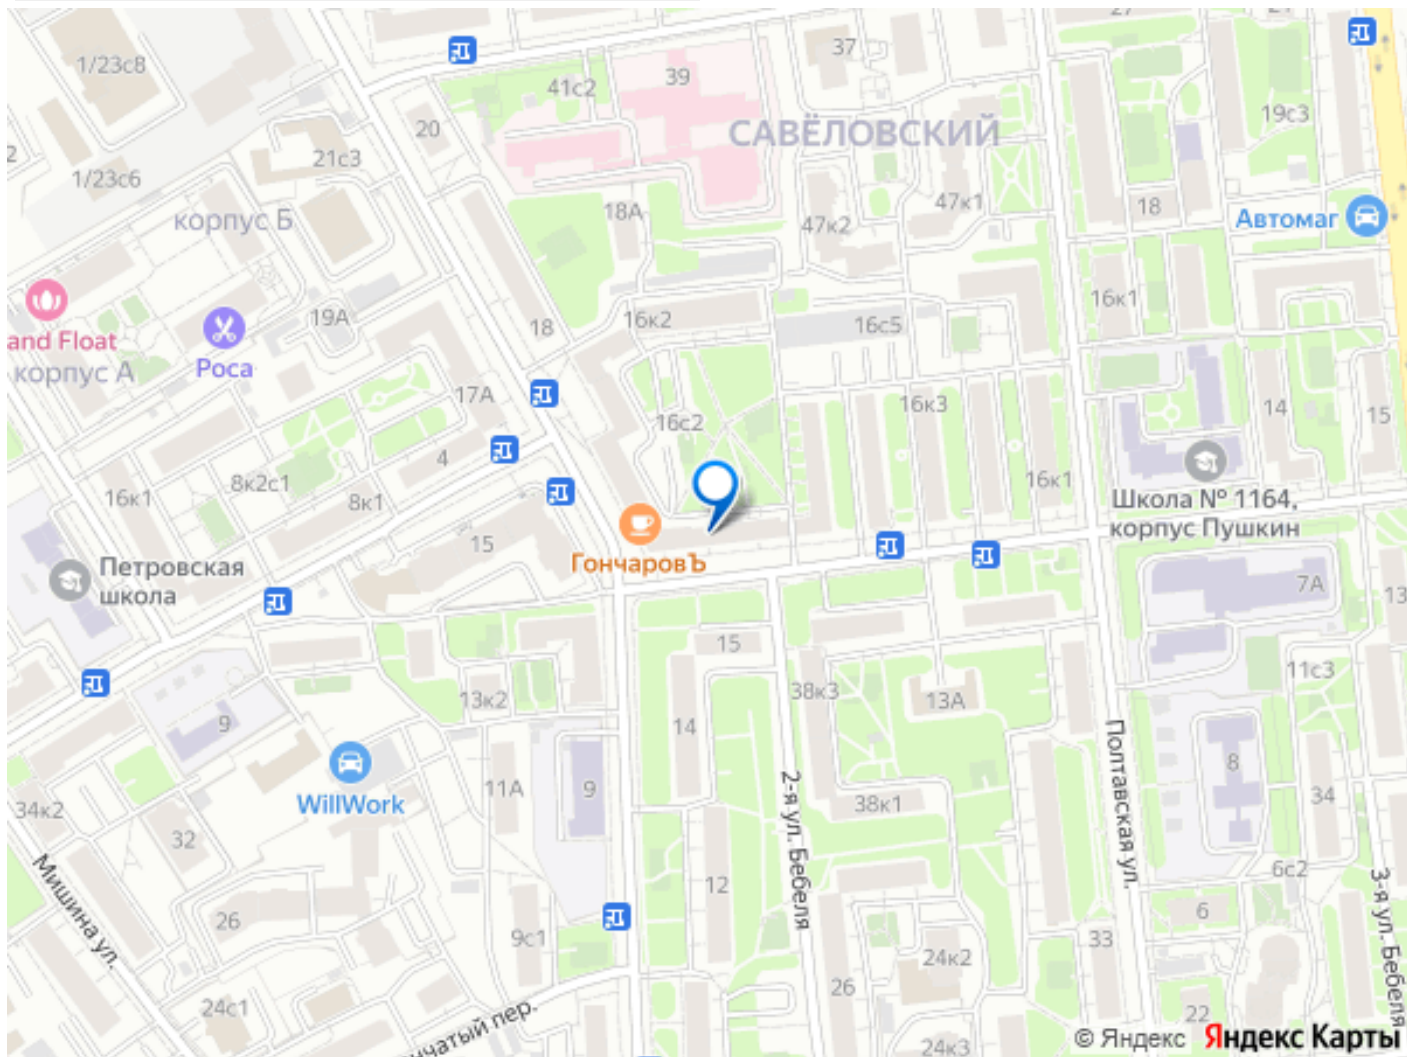 27
21
37
1/23с8
39
41с2
19с3
20
САВЁЛОВСКИЙ
2
21с3
1/23с6
47к1
18
18А
корпус Б
47к2
Автомаг
16к1
and Float
19А
18
16к2
16с5
Роса
корпус А
17А
16с2
16к3
14
15
4
8к2с1
16к1
8к1
16к1
Школа № 1164,
корпус Пушкин
15
ГончаровЪ
Петровская
школа
7А
13
15
11с3
13к2
38к3
13А
9
14
Полтавская ул.
8
WillWork
11А
9
2-я ул. Бебеля
38к1
34
34к2
32
Мишина ул.
12
6с2
3-я ул. Бебеля
6
26
9с1
33
24к2
26
24с1
нчатый пер.
22
24к3
© Яндекс Яндекс Карты